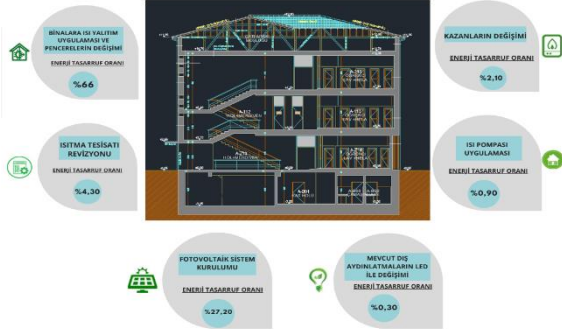 BİNALARA ISI YALITIM
UYGULAMASI VE
PENCERELERİN DEĞİŞİMİ
ENERJİ TASARRUF ORANI
%66
KAZANLARIN DEĞİŞİMİ
ENERJİ TASARRUF ORANI
%2,10
ISITMA TESİSATI
REVİZYONU
ENERJİ TASARRUF ORANI
%4,30
ISI POMPASI
UYGULAMASI
ENERJİ TASARRUF ORANI
%0,90
FOTOVOLTAİK SİSTEM
KURULUMU
ENERJİ TASARRUF ORANI
%27,20
MEVCUT DIŞ
AYDINLATMALARIN LED
İLE DEĞİŞİMİ
ENERJİ TASARRUF ORANI
%0,30